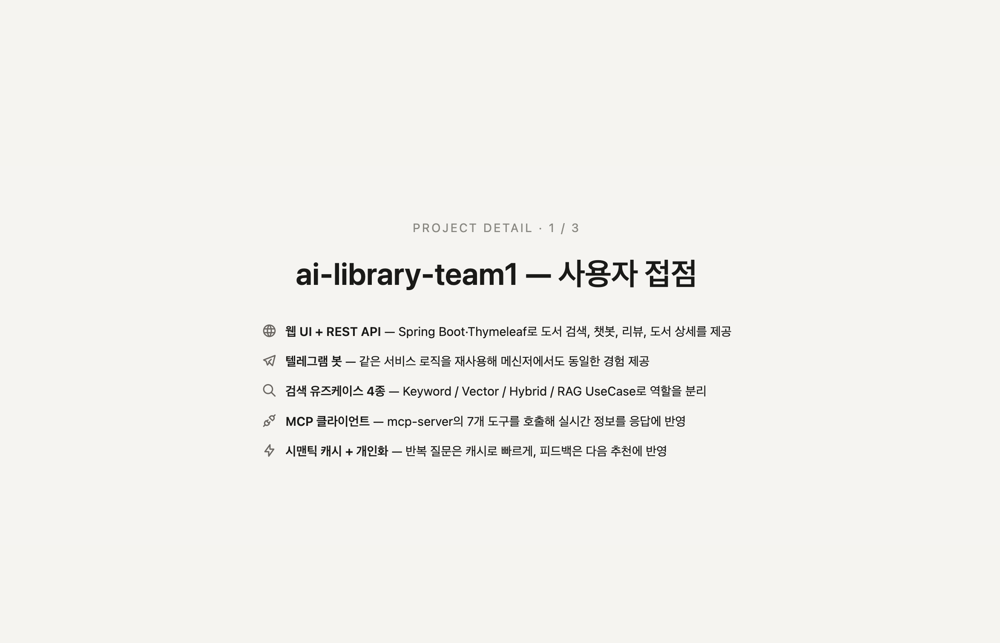 PROJECT DETAIL · 1 / 3
ai-library-team1 — 사용자 접점
웹 UI + REST API — Spring Boot·Thymeleaf로 도서 검색, 챗봇, 리뷰, 도서 상세를 제공
텔레그램 봇 — 같은 서비스 로직을 재사용해 메신저에서도 동일한 경험 제공
검색 유즈케이스 4종 — Keyword / Vector / Hybrid / RAG UseCase로 역할을 분리
MCP 클라이언트 — mcp-server의 7개 도구를 호출해 실시간 정보를 응답에 반영
시맨틱 캐시 + 개인화 — 반복 질문은 캐시로 빠르게, 피드백은 다음 추천에 반영